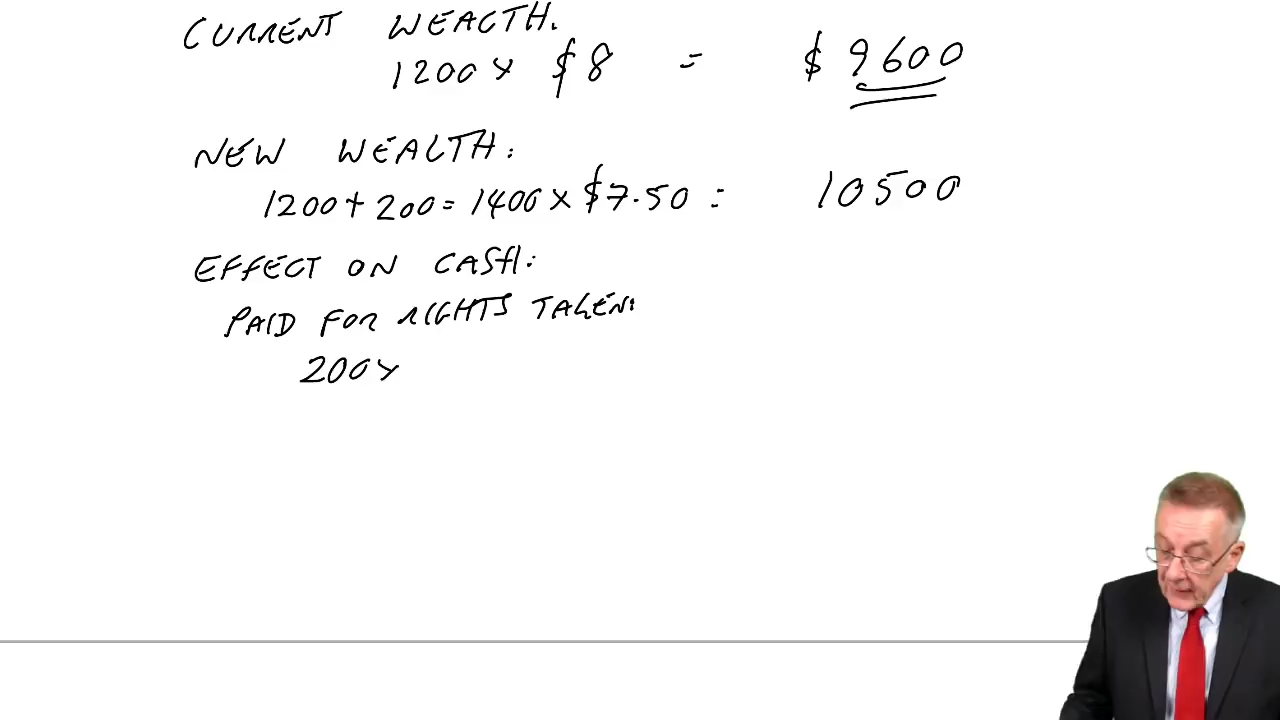 CURRENT WEALTH.
1200 × $8 = $9600
NEW WEALTH:
1200 + 200 = 1400 × $7.50 = 10500
EFFECT ON CASH:
PAID FOR RIGHTS TAKEN:
200 ×